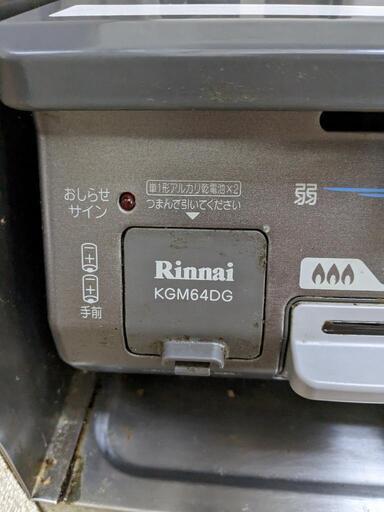 おしらせ
サイン
単1形アルカリ乾電池×2
つまんで引いてください
弱
Rinnai
KGM64DG
手前